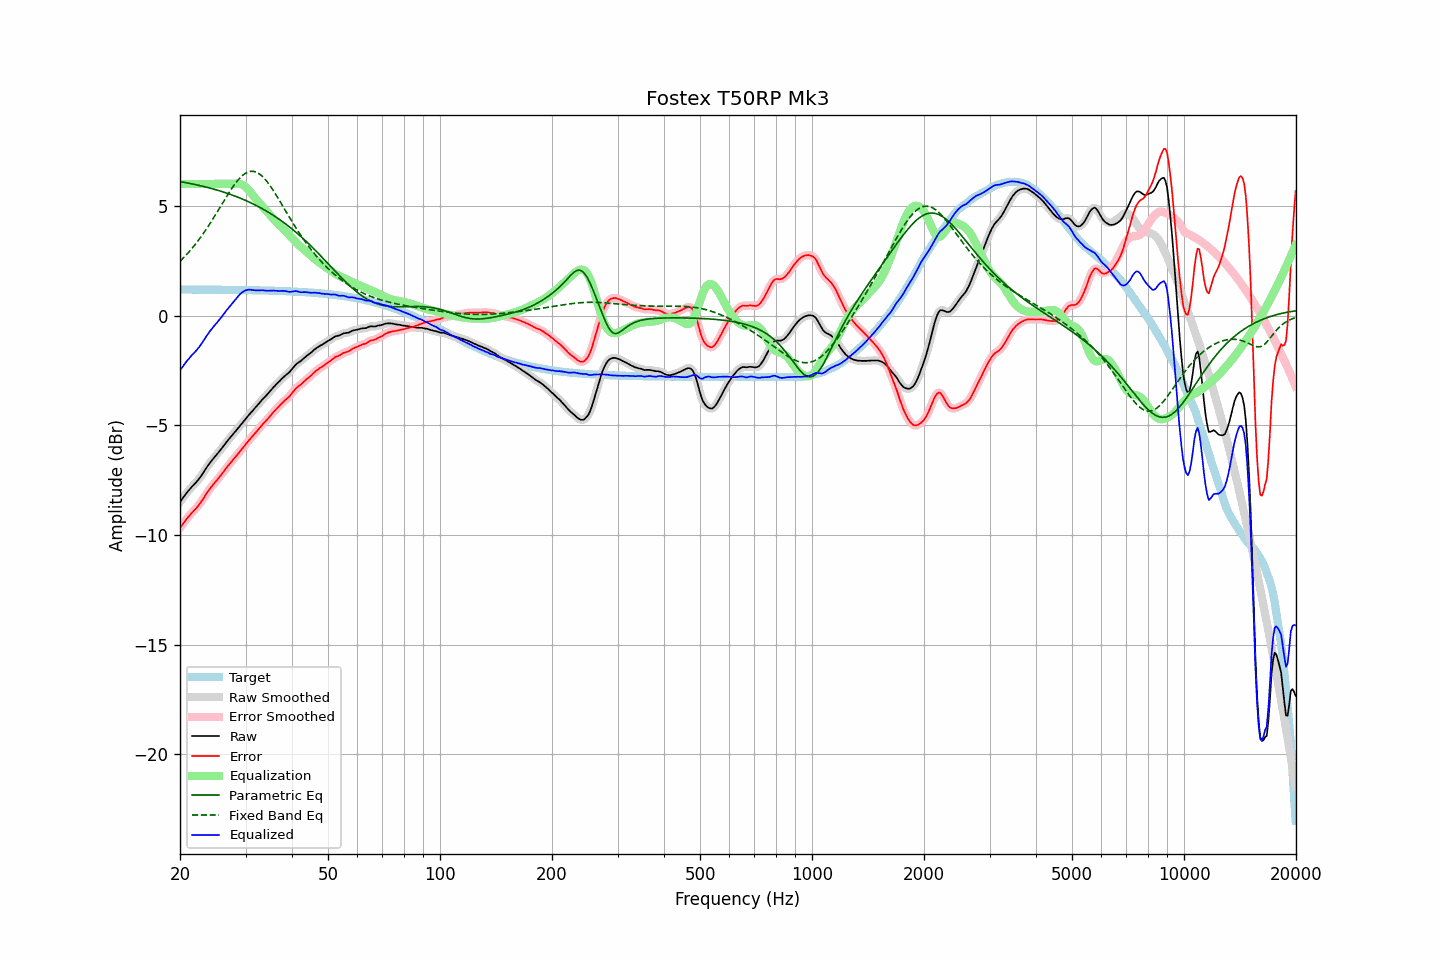 Fostex T50RP Mk3
Amplitude (dBr)
5
0
−5
−10
−15
−20
Target
Raw Smoothed
Error Smoothed
Raw
Error
Equalization
Parametric Eq
Fixed Band Eq
Equalized
20 50 100 200 500 1000 2000 5000 10000 20000
Frequency (Hz)